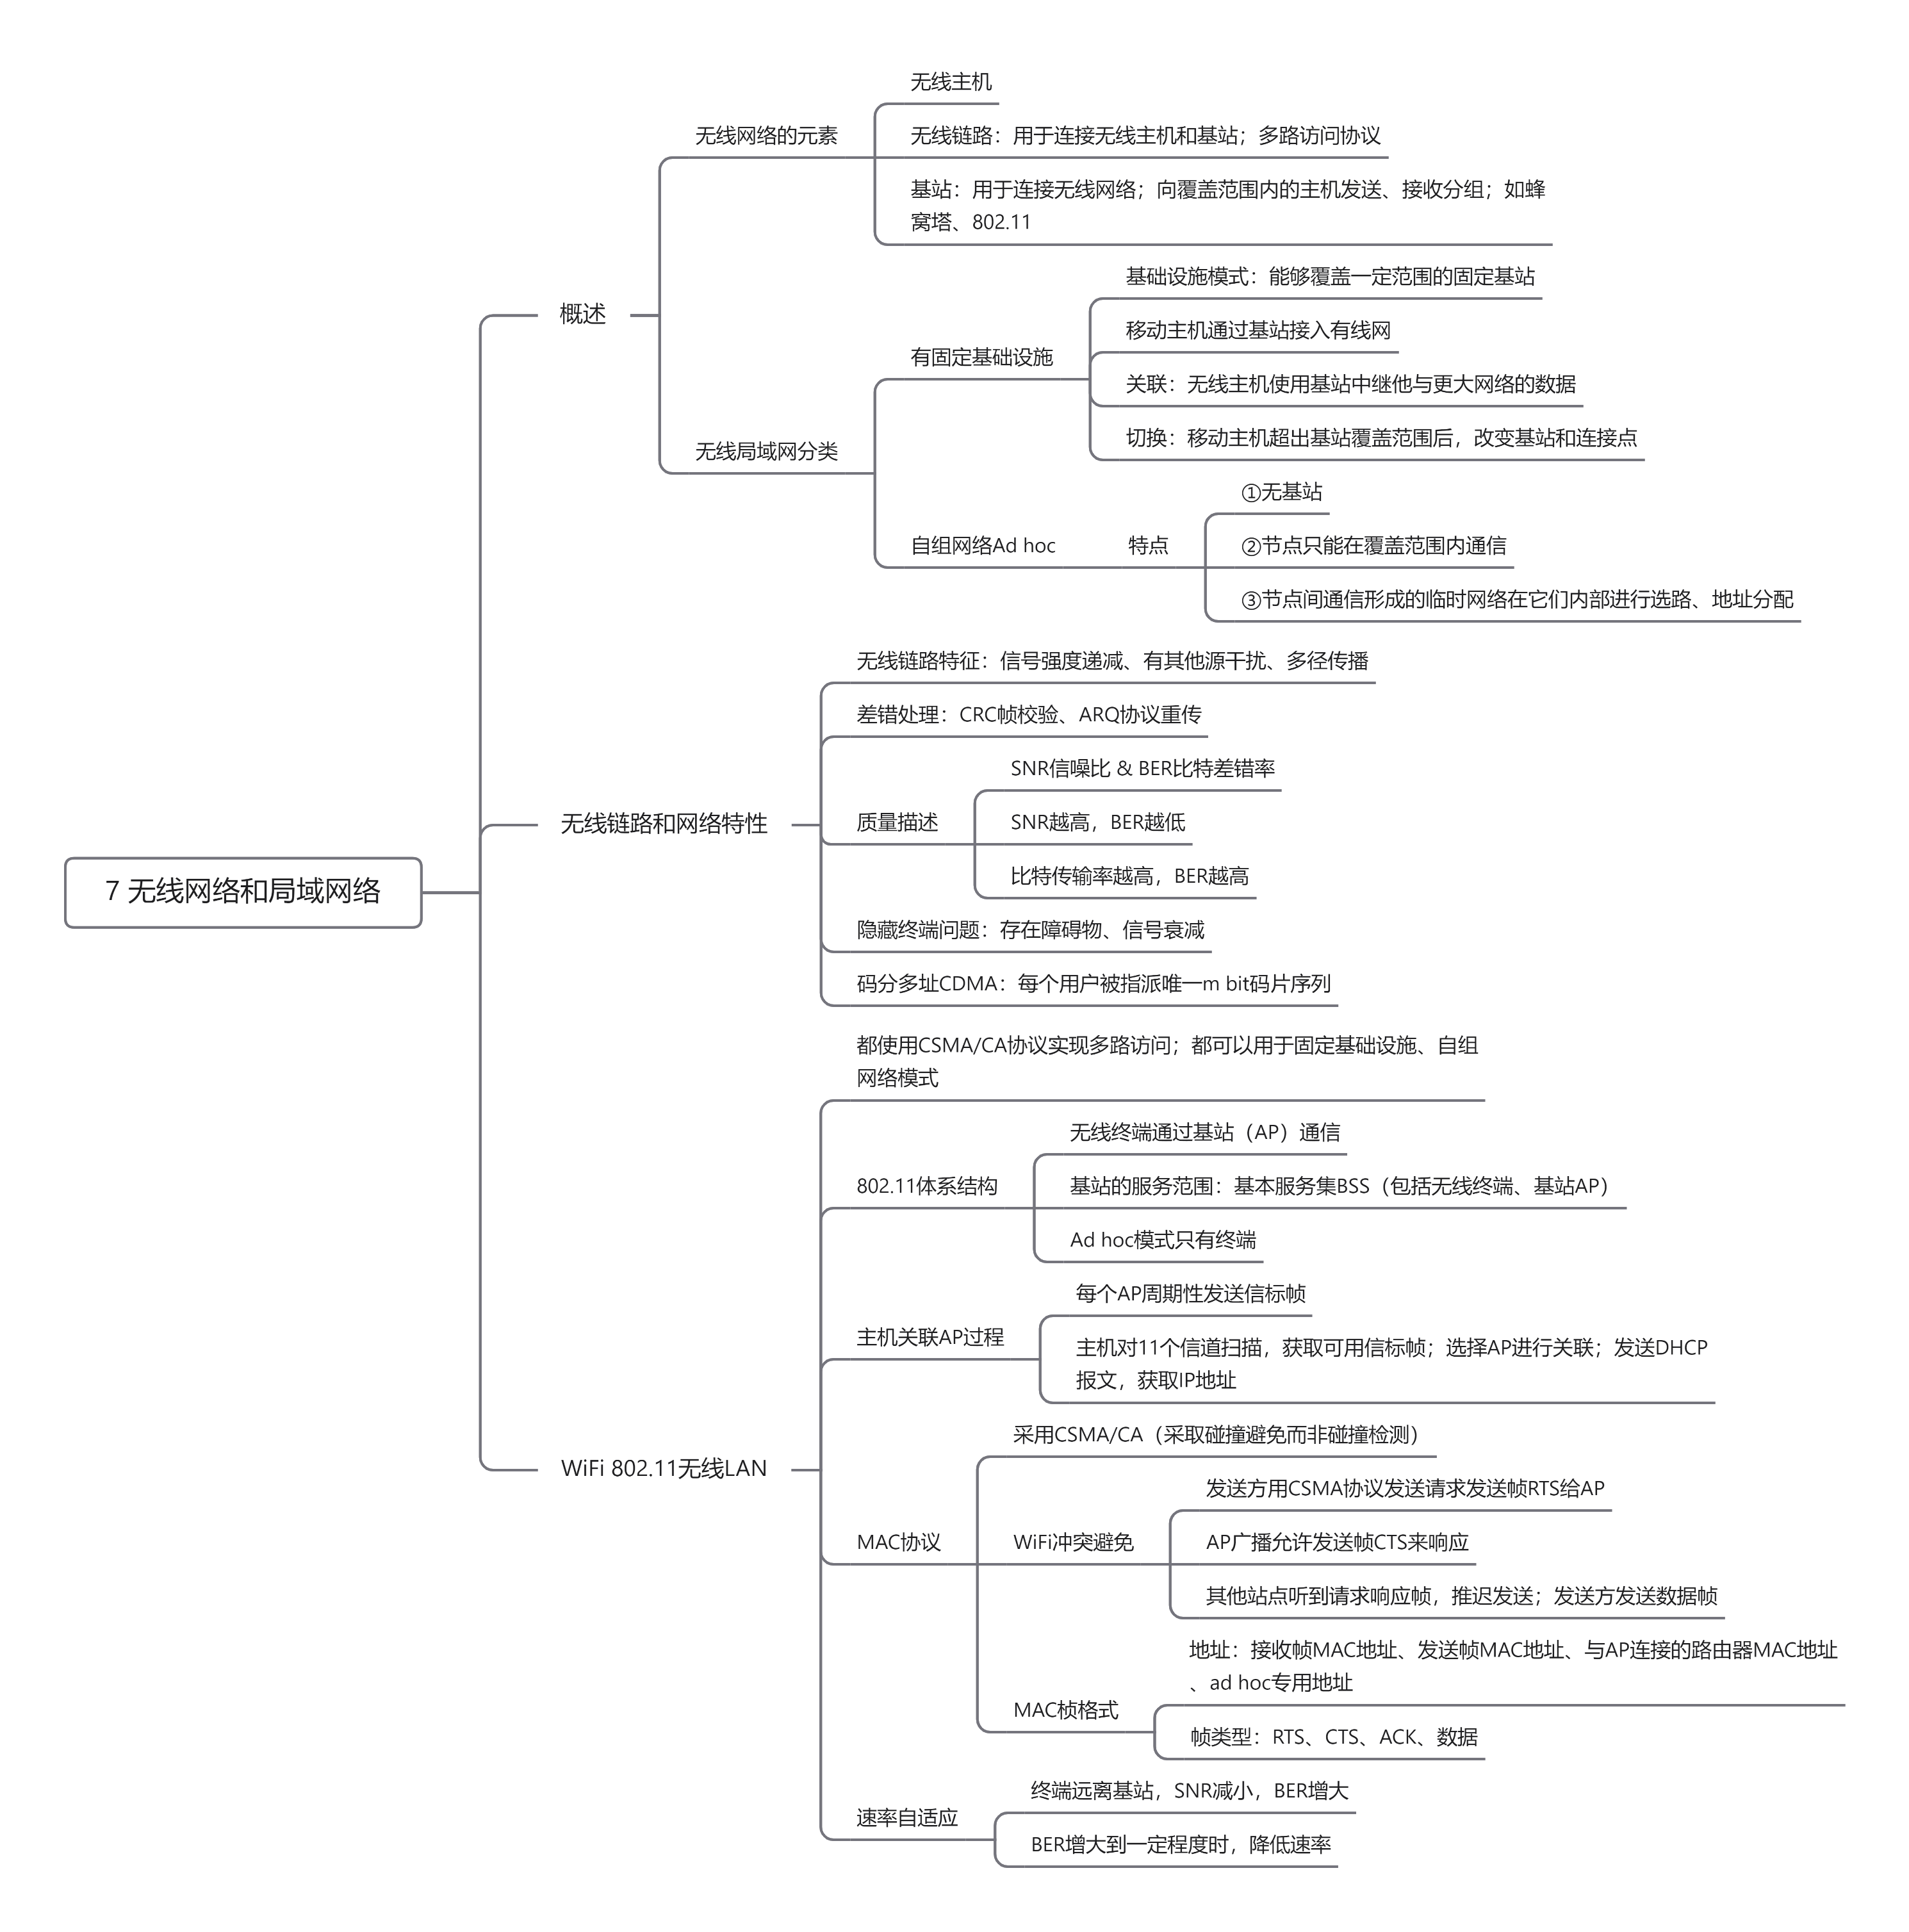 7 无线网络和局域网络
概述
无线网络的元素
无线主机
无线链路：用于连接无线主机和基站；多路访问协议
基站：用于连接无线网络；向覆盖范围内的主机发送、接收分组；如蜂
窝塔、802.11
无线局域网分类
有固定基础设施
基础设施模式：能够覆盖一定范围的固定基站
移动主机通过基站接入有线网
关联：无线主机使用基站中继他与更大网络的数据
切换：移动主机超出基站覆盖范围后，改变基站和连接点
自组网络Ad hoc
特点
①无基站
②节点只能在覆盖范围内通信
③节点间通信形成的临时网络在它们内部进行选路、地址分配
无线链路和网络特性
无线链路特征：信号强度递减、有其他源干扰、多径传播
差错处理：CRC帧校验、ARQ协议重传
质量描述
SNR信噪比 & BER比特差错率
SNR越高，BER越低
比特传输率越高，BER越高
隐藏终端问题：存在障碍物、信号衰减
码分多址CDMA：每个用户被指派唯一m bit码片序列
WiFi 802.11无线LAN
都使用CSMA/CA协议实现多路访问；都可以用于固定基础设施、自组
网络模式
802.11体系结构
无线终端通过基站（AP）通信
基站的服务范围：基本服务集BSS（包括无线终端、基站AP）
Ad hoc模式只有终端
主机关联AP过程
每个AP周期性发送信标帧
主机对11个信道扫描，获取可用信标帧；选择AP进行关联；发送DHCP
报文，获取IP地址
MAC协议
采用CSMA/CA（采取碰撞避免而非碰撞检测）
WiFi冲突避免
发送方用CSMA协议发送请求发送帧RTS给AP
AP广播允许发送帧CTS来响应
其他站点听到请求响应帧，推迟发送；发送方发送数据帧
MAC桢格式
地址：接收帧MAC地址、发送帧MAC地址、与AP连接的路由器MAC地址
、ad hoc专用地址
帧类型：RTS、CTS、ACK、数据
速率自适应
终端远离基站，SNR减小，BER增大
BER增大到一定程度时，降低速率